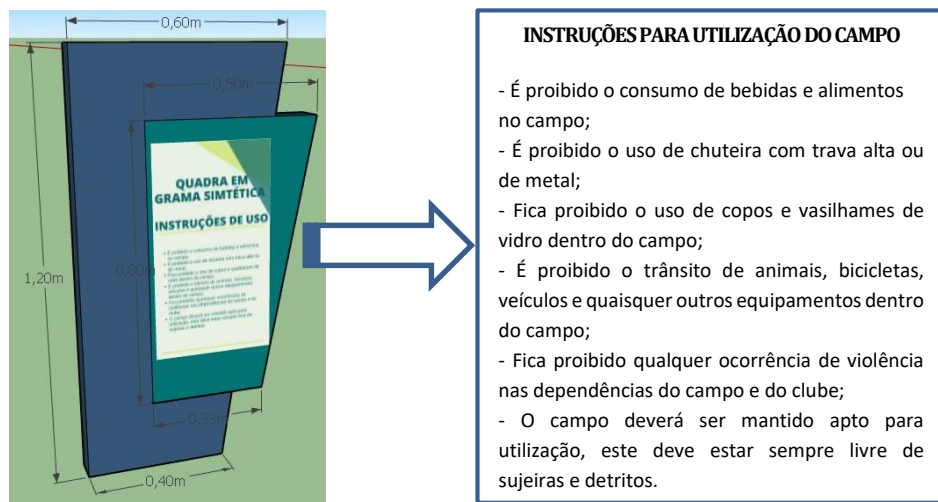 0,60m
0,50m
1,20m
0,80m
QUADRA EM
GRAMA SIMTÉTICA
INSTRUÇÕES DE USO
0,33m
0,40m
INSTRUÇÕES PARA UTILIZAÇÃO DO CAMPO
- É proibido o consumo de bebidas e alimentos
no campo;
- É proibido o uso de chuteira com trava alta ou
de metal;
- Fica proibido o uso de copos e vasilhames de
vidro dentro do campo;
- É proibido o trânsito de animais, bicicletas,
veículos e quaisquer outros equipamentos dentro
do campo;
- Fica proibido qualquer ocorrência de violência
nas dependências do campo e do clube;
- O campo deverá ser mantido apto para
utilização, este deve estar sempre livre de
sujeiras e detritos.